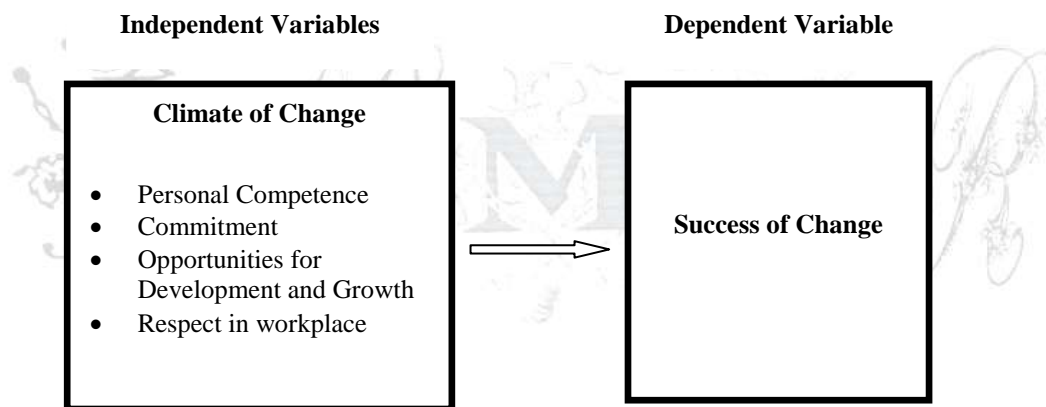 Independent Variables
Dependent Variable
Climate of Change
• Personal Competence
• Commitment
• Opportunities for
Development and Growth
• Respect in workplace
Success of Change
M
R